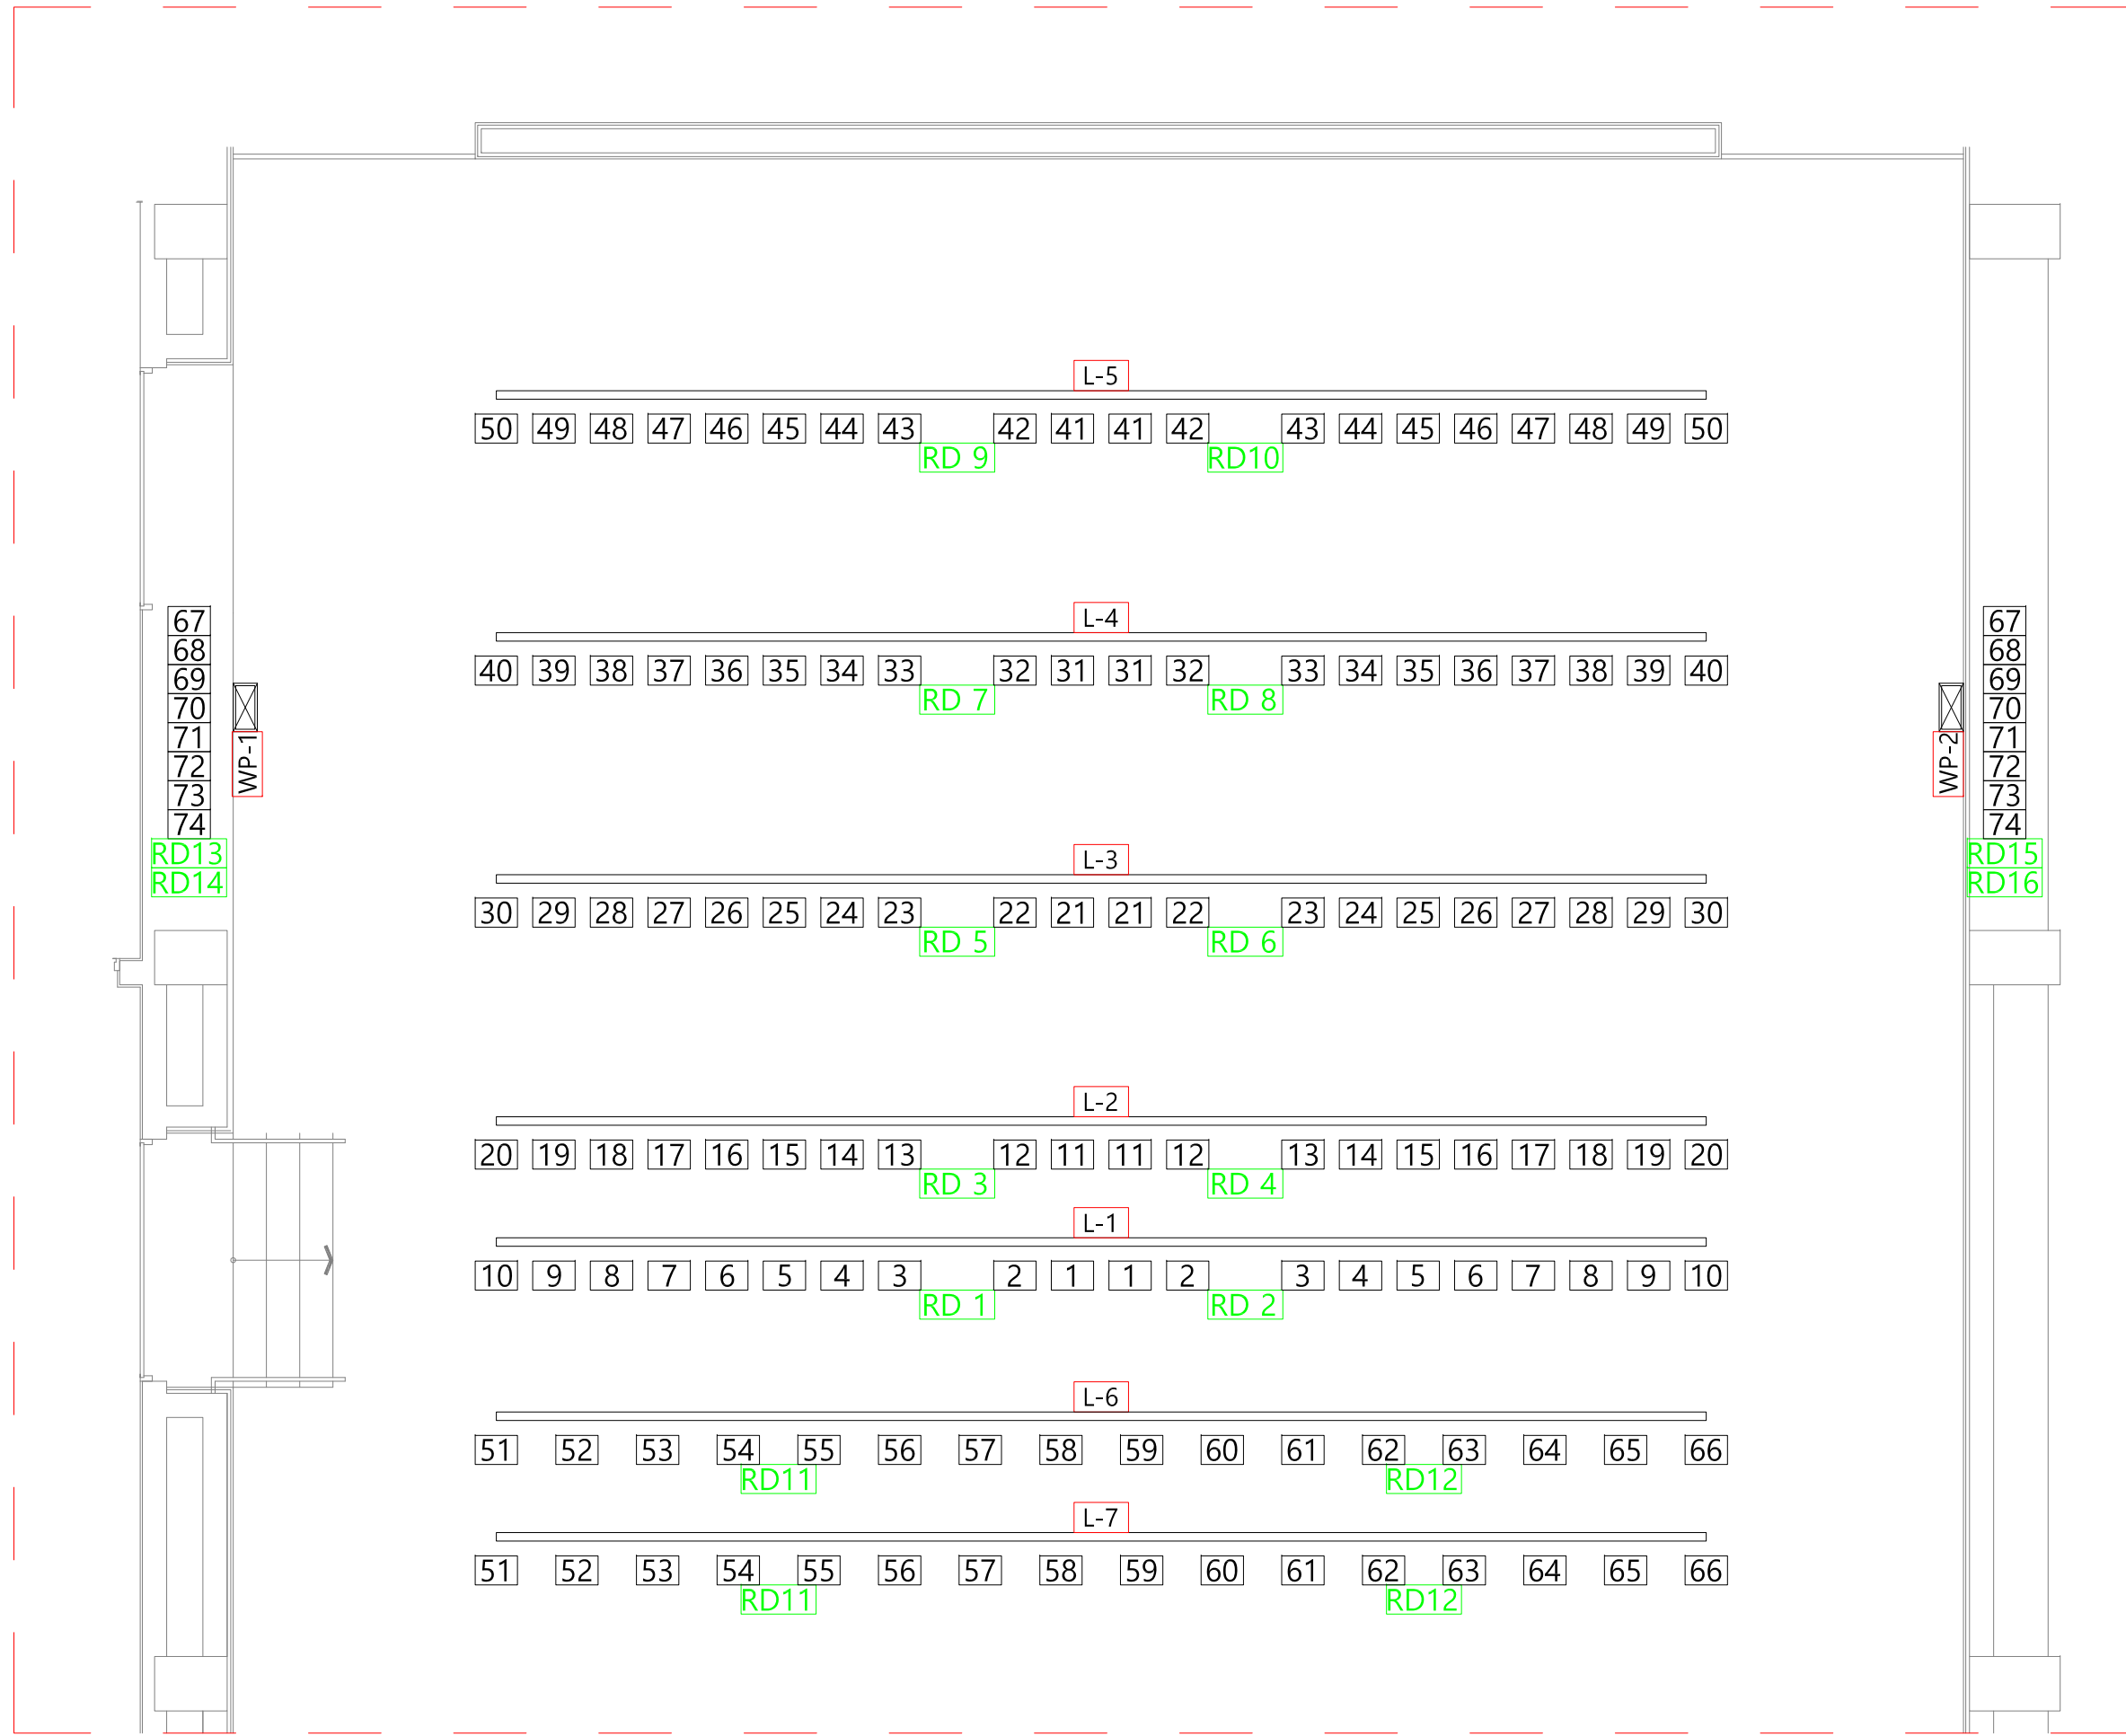 L-5
50 49 48 47 46 45 44 43 42 41 41 42 43 44 45 46 47 48 49 50
RD 9 RD10
L-4
67 67
68 40 39 38 37 36 35 34 33 32 31 31 32 33 34 35 36 37 38 39 40 68
69 69
70 RD 7 RD 8 70
71 71
72 WP-1 WP-2 72
73 73
74 74
RD13 L-3 RD15
RD14 RD16
30 29 28 27 26 25 24 23 22 21 21 22 23 24 25 26 27 28 29 30
RD 5 RD 6
L-2
20 19 18 17 16 15 14 13 12 11 11 12 13 14 15 16 17 18 19 20
RD 3 RD 4
L-1
10 9 8 7 6 5 4 3 2 1 1 2 3 4 5 6 7 8 9 10
RD 1 RD 2
L-6
51 52 53 54 55 56 57 58 59 60 61 62 63 64 65 66
RD11 RD12
L-7
51 52 53 54 55 56 57 58 59 60 61 62 63 64 65 66
RD11 RD12